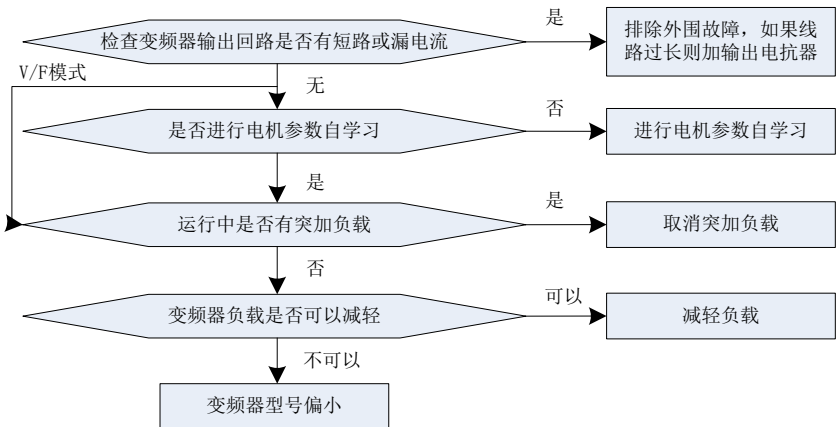 检查变频器输出回路是否有短路或漏电流
是
排除外围故障，如果线
路过长则加输出电抗器
V/F模式
无
是否进行电机参数自学习
否
进行电机参数自学习
是
运行中是否有突加负载
是
取消突加负载
否
变频器负载是否可以减轻
可以
减轻负载
不可以
变频器型号偏小